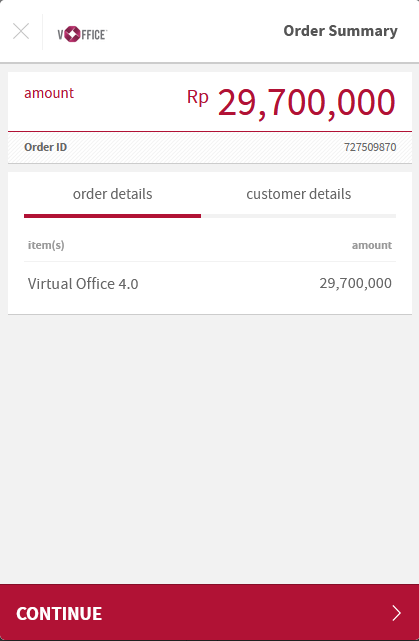 VOFFICE
Order Summary
amount
Rp 29,700,000
Order ID 727509870
order details customer details
item(s) amount
Virtual Office 4.0 29,700,000
CONTINUE